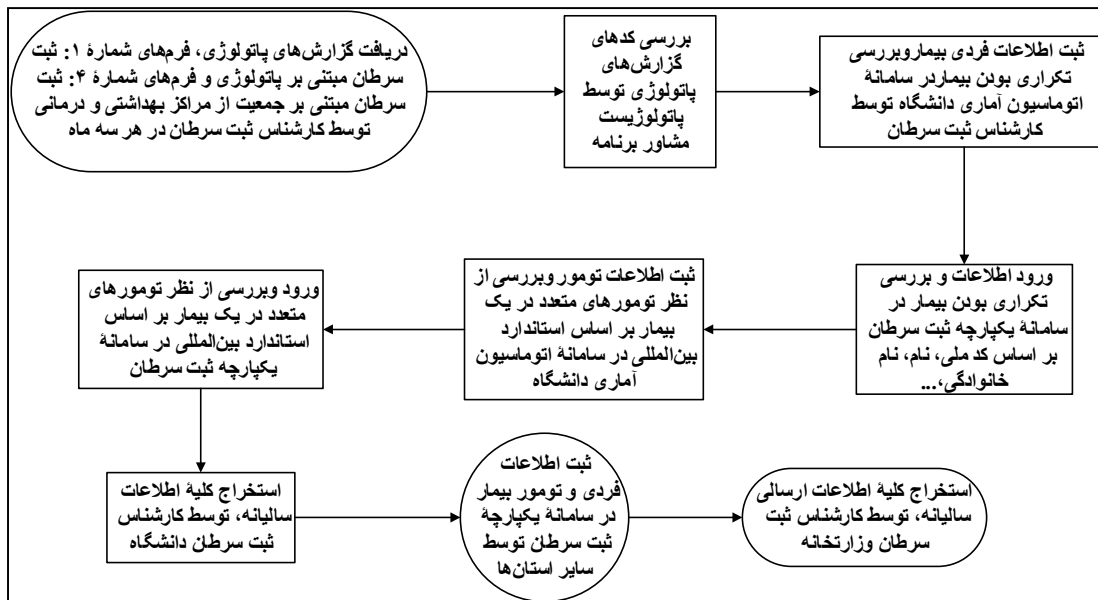 دریافت گزارش‌های پاتولوژی، فرم‌های شمارهٔ ۱: ثبت
سرطان مبتنی بر پاتولوژی و فرم‌های شمارهٔ ۴: ثبت
سرطان مبتنی بر جمعیت از مراکز بهداشتی و درمانی
توسط کارشناس ثبت سرطان در هر سه ماه
بررسی کدهای
گزارش‌های
پاتولوژی توسط
پاتولوژیست
مشاور برنامه
ثبت اطلاعات فردی بیماروبررسی
تکراری بودن بیماردر سامانهٔ
اتوماسیون آماری دانشگاه توسط
کارشناس ثبت سرطان
ورود اطلاعات و بررسی
تکراری بودن بیمار در
سامانهٔ یکپارچه ثبت سرطان
بر اساس کد ملی، نام، نام
خانوادگی،...
ثبت اطلاعات تومور وبررسی از
نظر تومورهای متعدد در یک
بیمار بر اساس استاندارد
بین‌المللی در سامانهٔ اتوماسیون
آماری دانشگاه
ورود وبررسی از نظر تومورهای
متعدد در یک بیمار بر اساس
استاندارد بین‌المللی در سامانهٔ
یکپارچه ثبت سرطان
استخراج کلیهٔ اطلاعات
سالیانه، توسط کارشناس
ثبت سرطان دانشگاه
ثبت اطلاعات
فردی و تومور بیمار
در سامانهٔ یکپارچهٔ
ثبت سرطان توسط
سایر استان‌ها
استخراج کلیهٔ اطلاعات ارسالی
سالیانه، توسط کارشناس ثبت
سرطان وزارتخانه